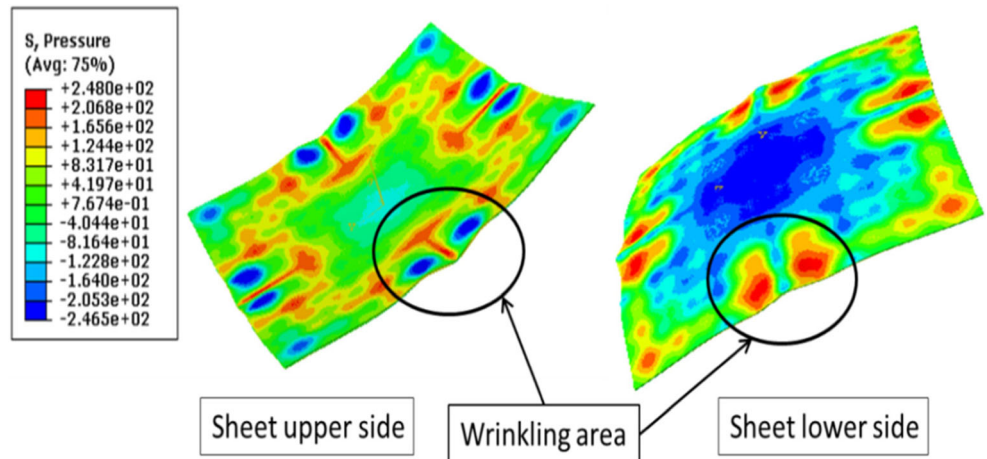 S, Pressure
(Avg: 75%)
+2.480e+02
+2.068e+02
+1.656e+02
+1.244e+02
+8.317e+01
+4.197e+01
+7.674e-01
-4.044e+01
-8.164e+01
-1.228e+02
-1.640e+02
-2.053e+02
-2.465e+02
Sheet upper side
Wrinkling area
Sheet lower side